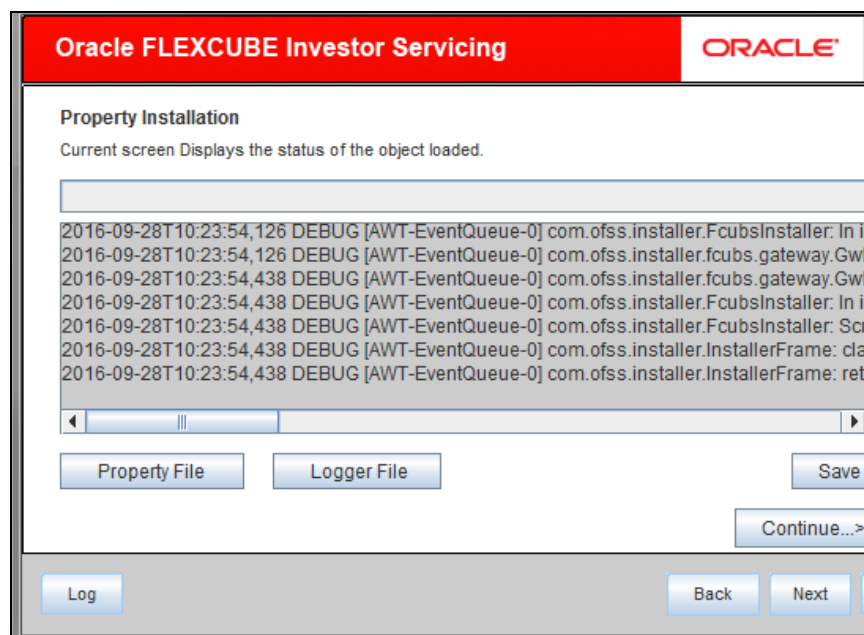 Oracle FLEXCUBE Investor Servicing
ORACLE
Property Installation
Current screen Displays the status of the object loaded.
2016-09-28T10:23:54,126 DEBUG [AWT-EventQueue-0] com.ofss.installer.FcubsInstaller: In
2016-09-28T10:23:54,126 DEBUG [AWT-EventQueue-0] com.ofss.installer.fcubs.gateway.Gw
2016-09-28T10:23:54,438 DEBUG [AWT-EventQueue-0] com.ofss.installer.fcubs.gateway.Gw
2016-09-28T10:23:54,438 DEBUG [AWT-EventQueue-0] com.ofss.installer.FcubsInstaller: In
2016-09-28T10:23:54,438 DEBUG [AWT-EventQueue-0] com.ofss.installer.FcubsInstaller: Scr
2016-09-28T10:23:54,438 DEBUG [AWT-EventQueue-0] com.ofss.installer.InstallerFrame: cla
2016-09-28T10:23:54,438 DEBUG [AWT-EventQueue-0] com.ofss.installer.InstallerFrame: ret
Property File Logger File Save
Continue...>
Log Back Next